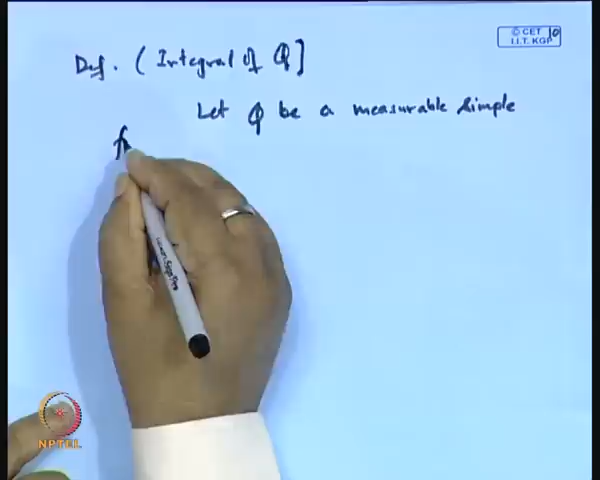 © CET
I.I.T. KGP
Def. (Integral of φ]
Let φ be a measurable simple
f
NPTEL